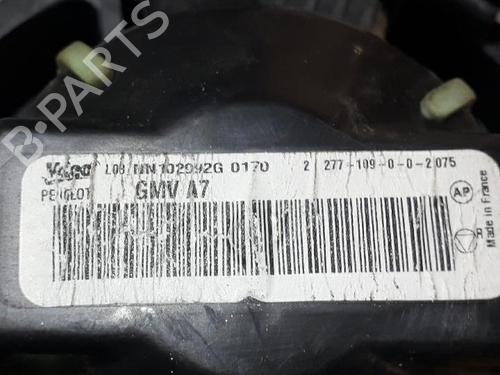 B-PARTS
Valeo L08/NN102992G 0170 2 277-109-0-0-2 075
PEUGEOT GMV A7
AP
Made in France